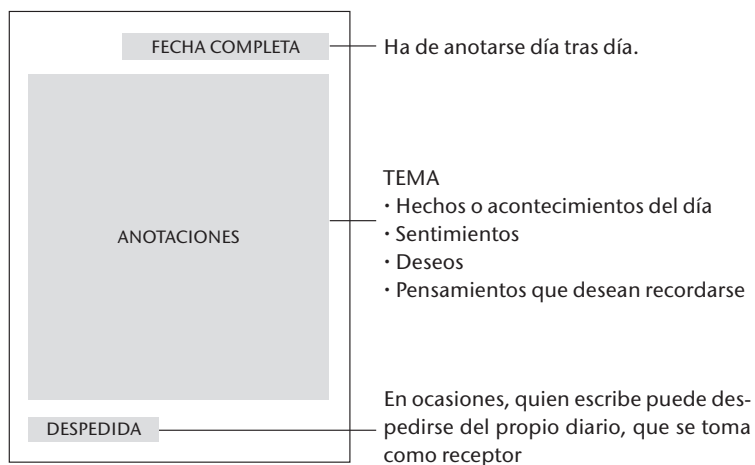 FECHA COMPLETA
Ha de anotarse día tras día.
ANOTACIONES
TEMA
· Hechos o acontecimientos del día
· Sentimientos
· Deseos
· Pensamientos que desean recordarse
DESPEDIDA
En ocasiones, quien escribe puede des-
pedirse del propio diario, que se toma
como receptor